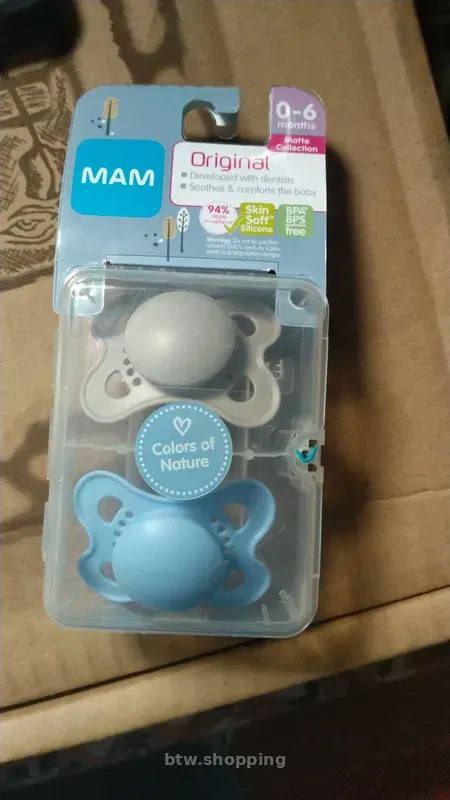 MAM
0-6
months
Matte
Collection
Original
Developed with dentists
Soothes & comforts the baby
94%
Skin
Soft™
Silicone
BPA*
BPS
free
Colors of
Nature
btw.shopping